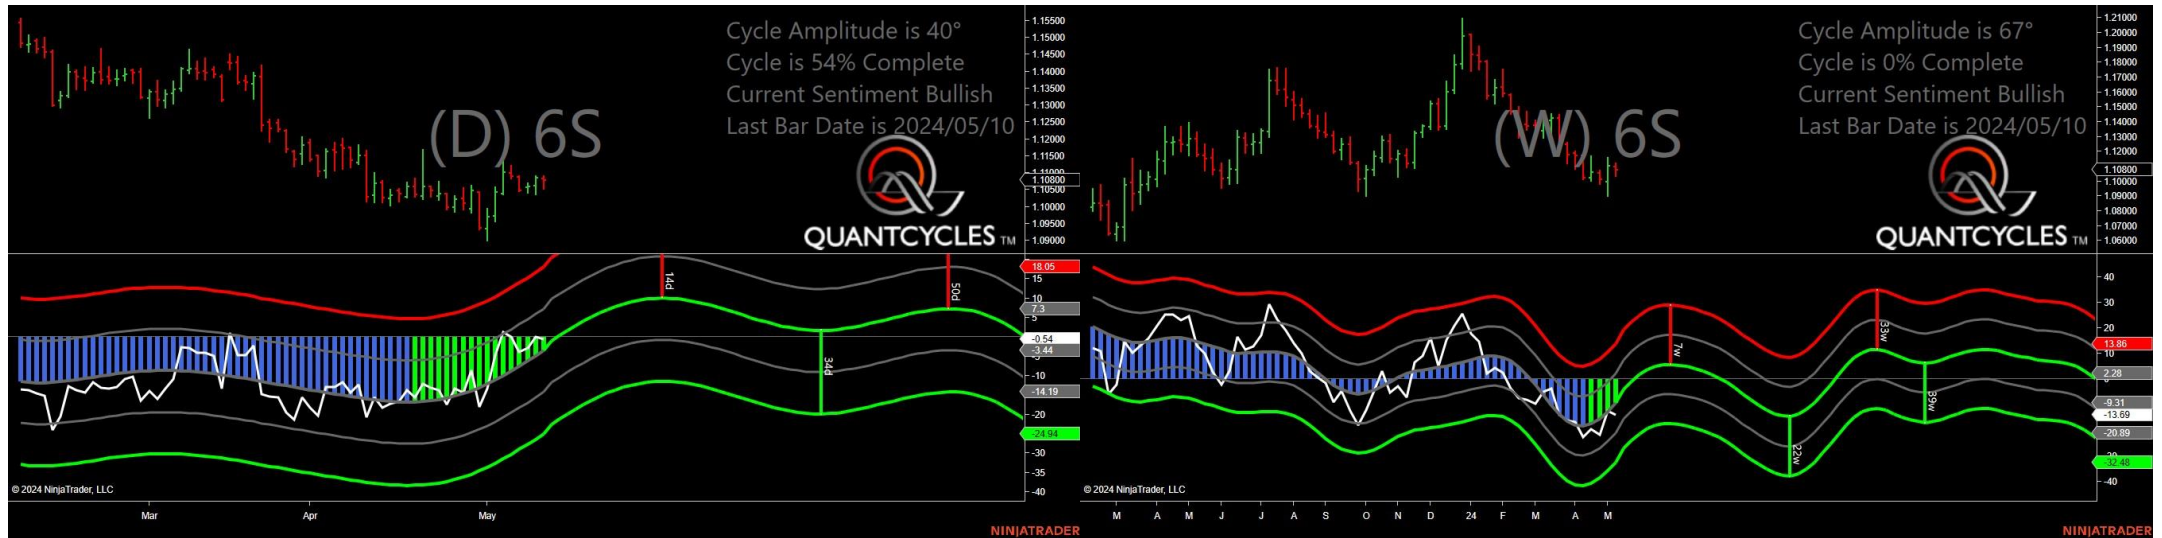 Cycle Amplitude is 40°
Cycle is 54% Complete
Current Sentiment Bullish
Last Bar Date is 2024/05/10
(D) 6S
QUANTCYCLES TM
1.15500
1.15000
1.14500
1.14000
1.13500
1.13000
1.12500
1.12000
1.11500
1.10800
1.10500
1.10000
1.09500
1.09000
14d
34d
50d
18.05
15
10
7.3
5
-0.54
-3.44
-10
-14.19
-20
-24.94
-30
-35
-40
© 2024 NinjaTrader, LLC
Mar
Apr
May
NINJATRADER
Cycle Amplitude is 67°
Cycle is 0% Complete
Current Sentiment Bullish
Last Bar Date is 2024/05/10
(W) 6S
QUANTCYCLES TM
1.21000
1.20000
1.19000
1.18000
1.17000
1.16000
1.15000
1.14000
1.13000
1.12000
1.10800
1.10000
1.09000
1.08000
1.07000
1.06000
7w
22w
33w
39w
40
30
20
13.86
10
2.28
-9.31
-13.69
-20.89
-32.48
-40
© 2024 NinjaTrader, LLC
M A M J J A S O N D 24 F M A M
NINJATRADER